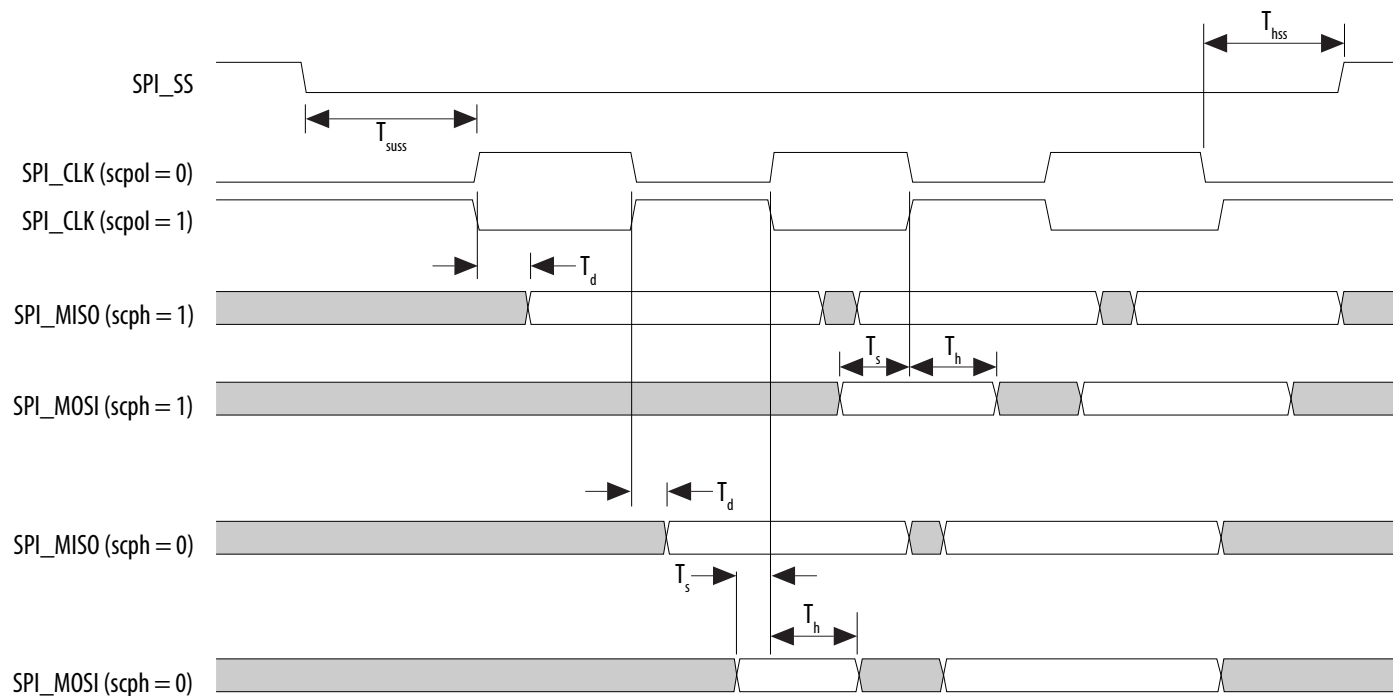 T_hss
SPI_SS
T_suss
SPI_CLK (scpol = 0)
SPI_CLK (scpol = 1)
T_d
SPI_MISO (scph = 1)
T_s T_h
SPI_MOSI (scph = 1)
T_d
SPI_MISO (scph = 0)
T_s
T_h
SPI_MOSI (scph = 0)